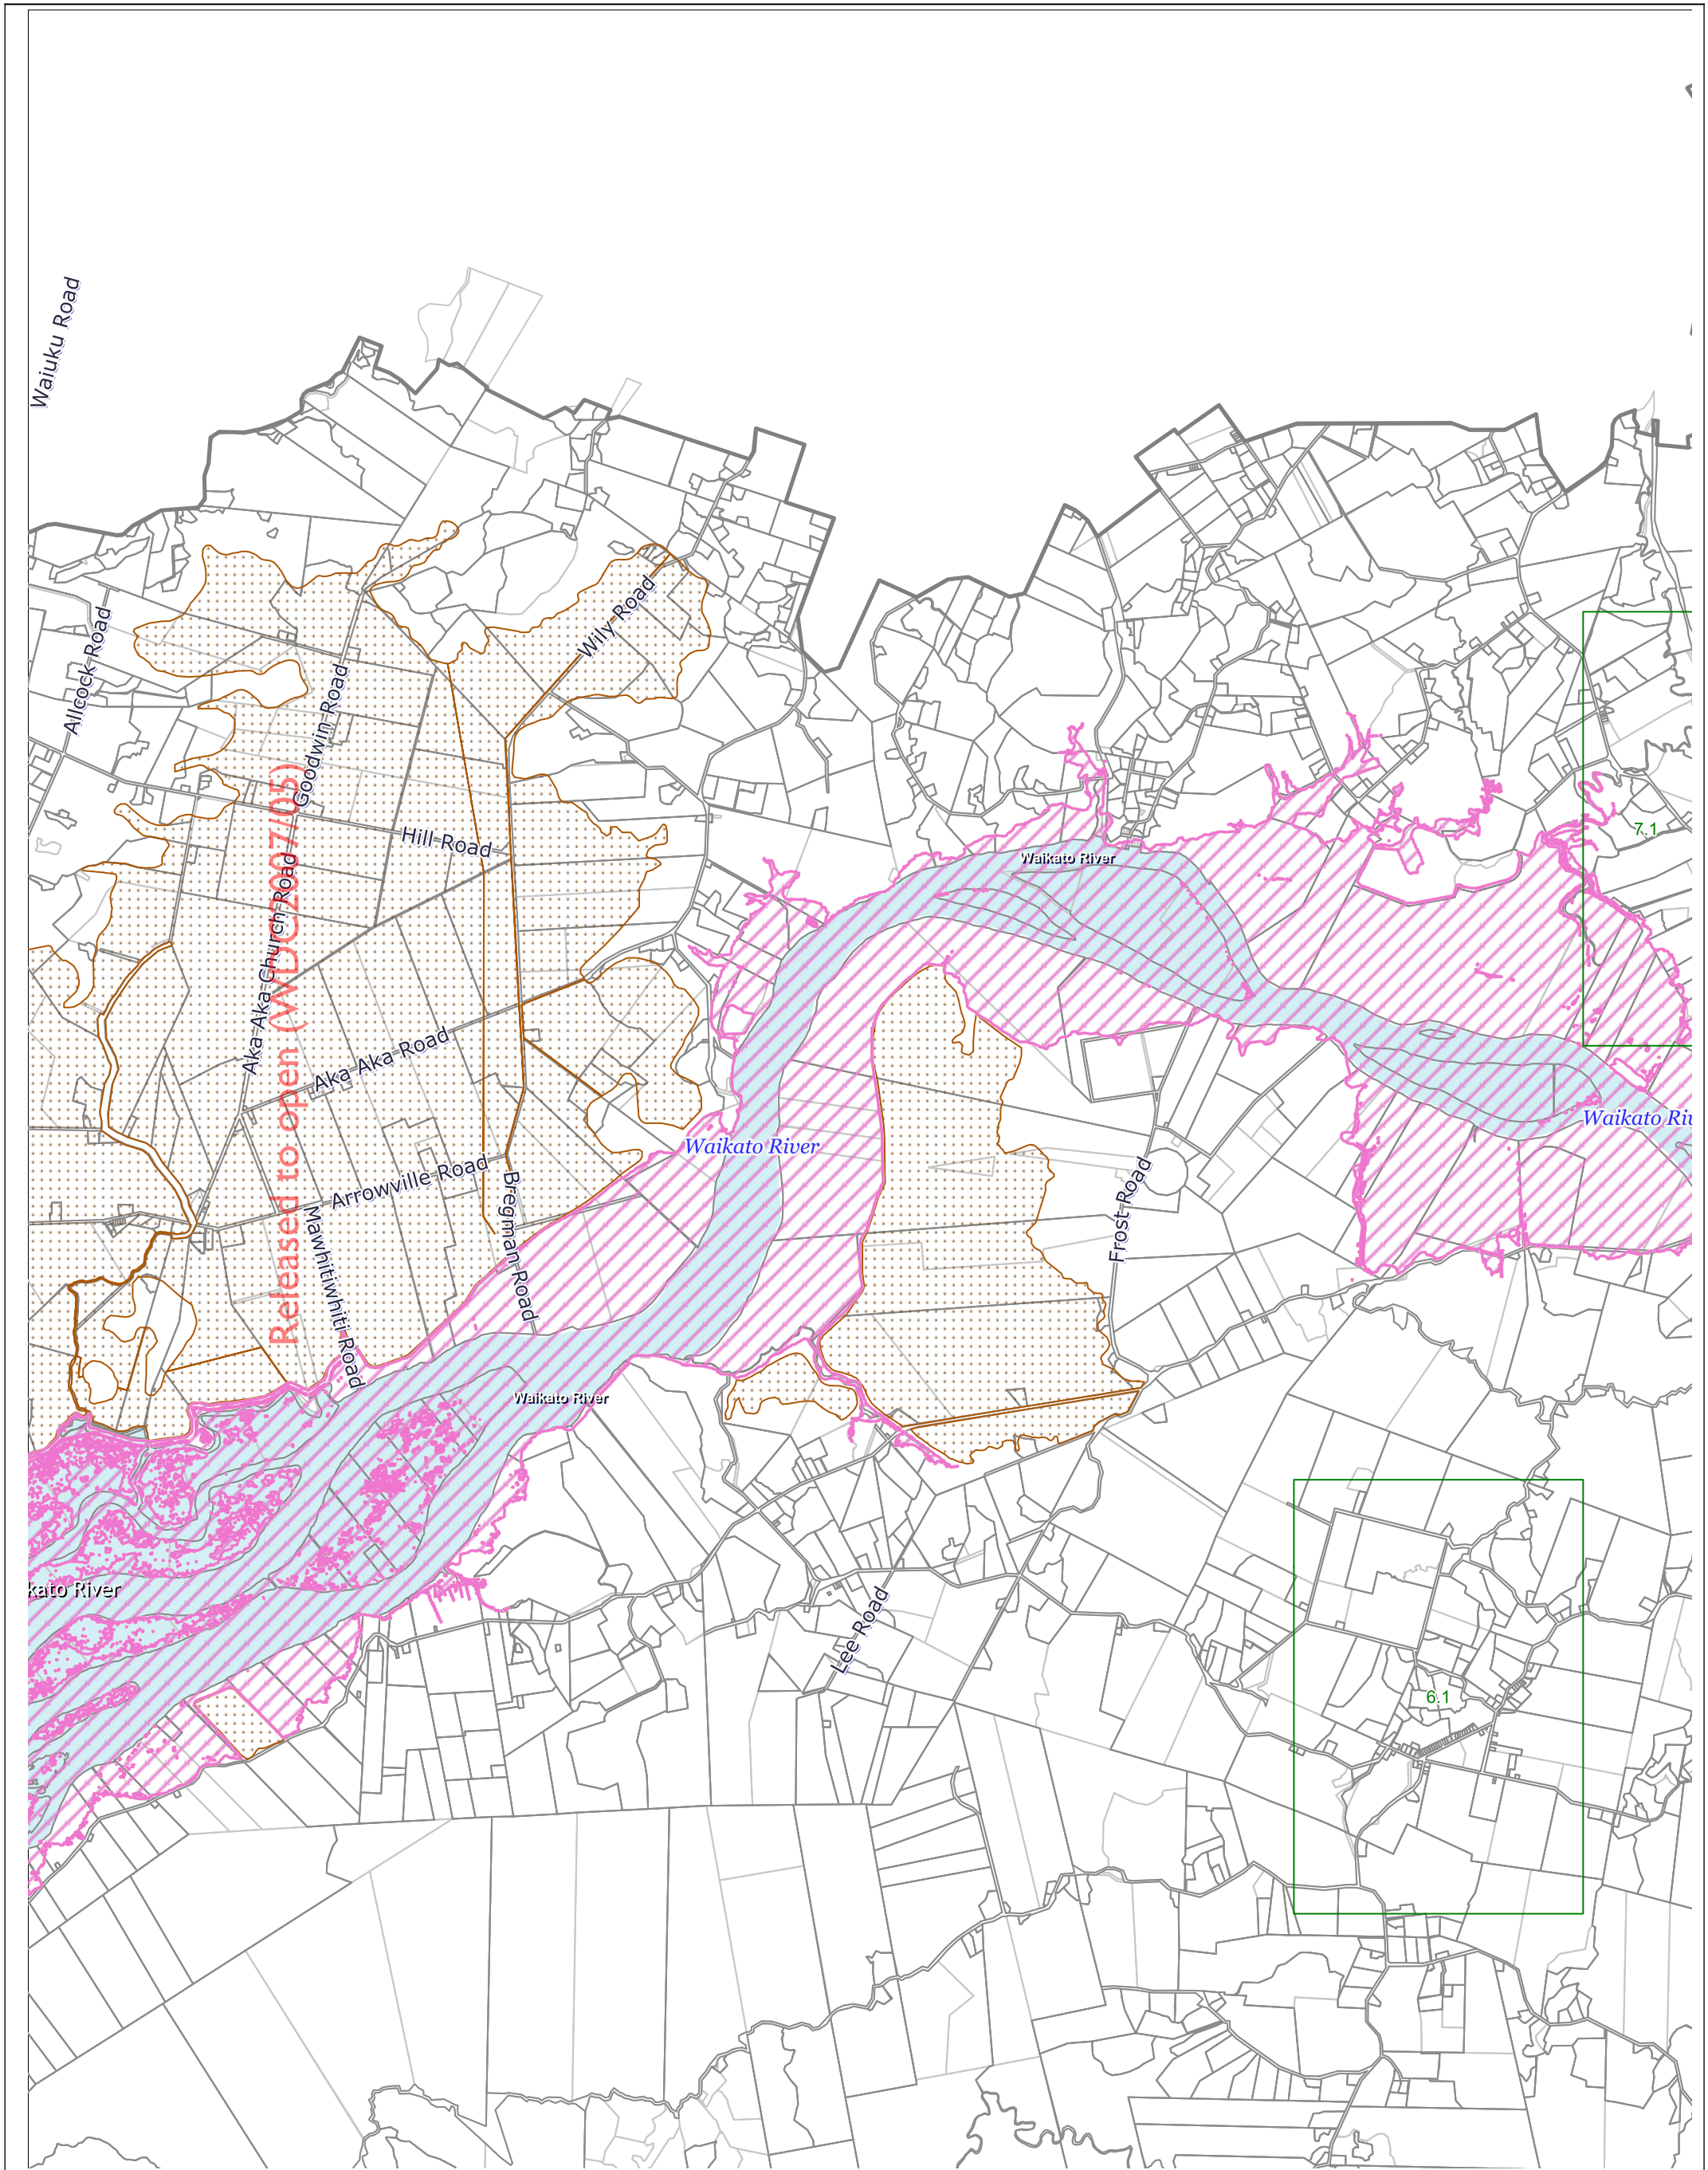 Waiuku Road
Allcock Road
Wily Road
Goodwin Road
Hill Road
Aka Aka Church Road
Released to open (WDC2007/05)
Aka Aka Road
Arrowville Road
Mawhitiwhiti Road
Bregman Road
Waikato River
Waikato River
Waikato Riv
7.1
Frost Road
Waikato River
kato River
Lee Road
6.1